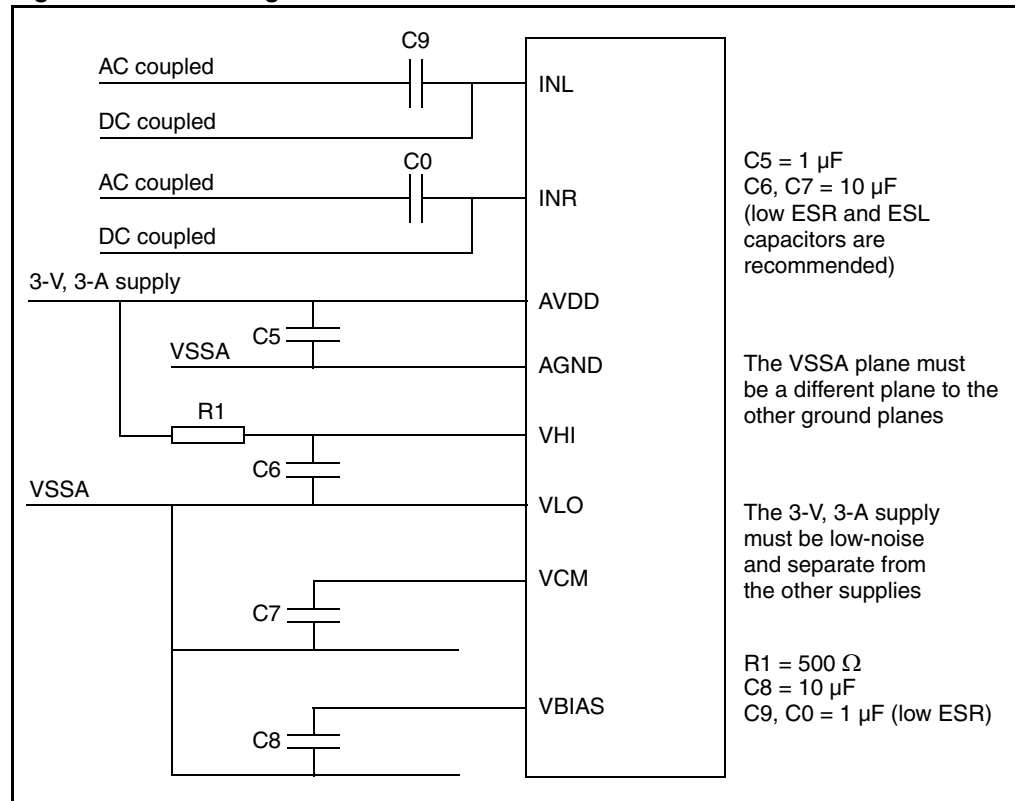 C9
AC coupled
INL
DC coupled
C0
AC coupled
INR
DC coupled
C5 = 1 µF
C6, C7 = 10 µF
(low ESR and ESL
capacitors are
recommended)
3-V, 3-A supply
AVDD
C5
VSSA
AGND
The VSSA plane must
be a different plane to the
other ground planes
R1
VHI
C6
VSSA
VLO
The 3-V, 3-A supply
must be low-noise
and separate from
the other supplies
VCM
C7
R1 = 500 Ω
C8 = 10 µF
C9, C0 = 1 µF (low ESR)
VBIAS
C8